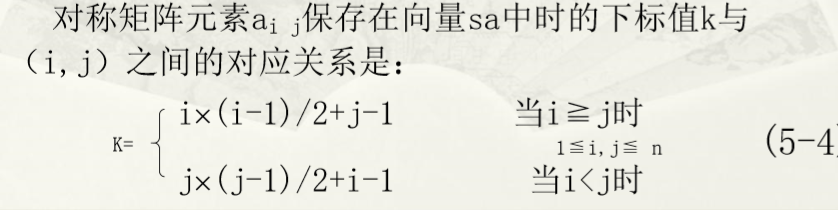 对称矩阵元素ai j保存在向量sa中时的下标值k与
（i,j）之间的对应关系是：
i×(i-1)/2+j-1 当i≧j时
K= { 1≦i,j≦ n (5-4
j×(j-1)/2+i-1 当i<j时